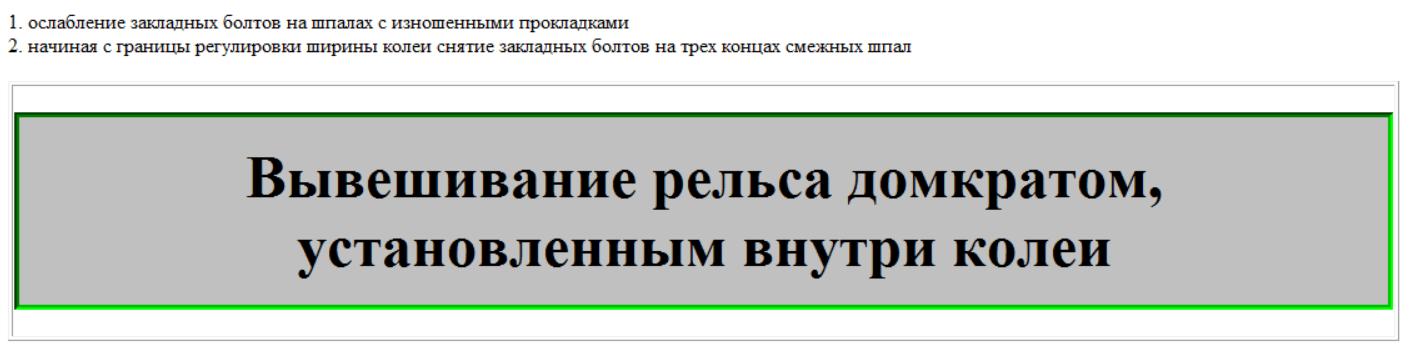 1. ослабление закладных болтов на шпалах с изношенными прокладками
2. начиная с границы регулировки ширины колеи снятие закладных болтов на трех концах смежных шпал
Вывешивание рельса домкратом,
установленным внутри колеи